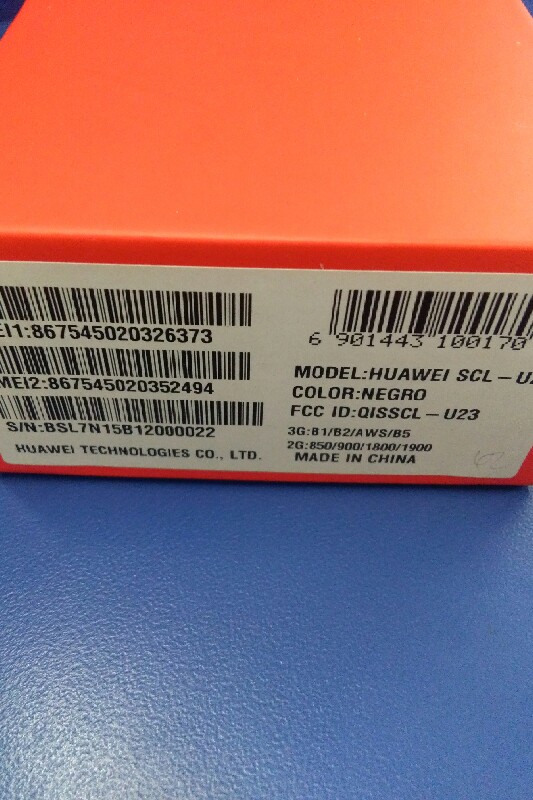 EI1:867545020326373
MEI2:867545020352494
S/N:BSL7N15B12000022
HUAWEI TECHNOLOGIES CO., LTD.
6 901443 100170
MODEL:HUAWEI SCL-U2
COLOR:NEGRO
FCC ID:QISSCL-U23
3G:B1/B2/AWS/B5
2G:850/900/1800/1900
MADE IN CHINA